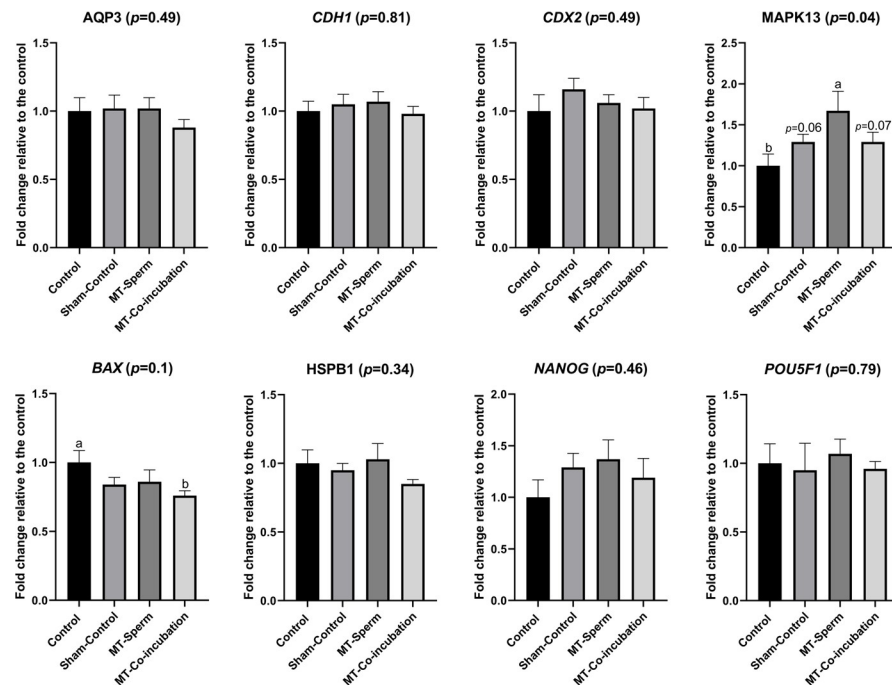 AQP3 (p=0.49)
Fold change relative to the control
1.5
1.0
0.5
0.0
Control
Sham-Control
MT-Sperm
MT-Co-incubation
CDH1 (p=0.81)
Fold change relative to the control
1.5
1.0
0.5
0.0
Control
Sham-Control
MT-Sperm
MT-Co-incubation
CDX2 (p=0.49)
Fold change relative to the control
1.5
1.0
0.5
0.0
Control
Sham-Control
MT-Sperm
MT-Co-incubation
MAPK13 (p=0.04)
Fold change relative to the control
2.5
2.0
1.5
1.0
0.5
0.0
b
p=0.06
a
p=0.07
Control
Sham-Control
MT-Sperm
MT-Co-incubation
BAX (p=0.1)
Fold change relative to the control
1.5
1.0
0.5
0.0
a
b
Control
Sham-Control
MT-Sperm
MT-Co-incubation
HSPB1 (p=0.34)
Fold change relative to the control
1.5
1.0
0.5
0.0
Control
Sham-Control
MT-Sperm
MT-Co-incubation
NANOG (p=0.46)
Fold change relative to the control
2.0
1.5
1.0
0.5
0.0
Control
Sham-Control
MT-Sperm
MT-Co-incubation
POU5F1 (p=0.79)
Fold change relative to the control
1.5
1.0
0.5
0.0
Control
Sham-Control
MT-Sperm
MT-Co-incubation